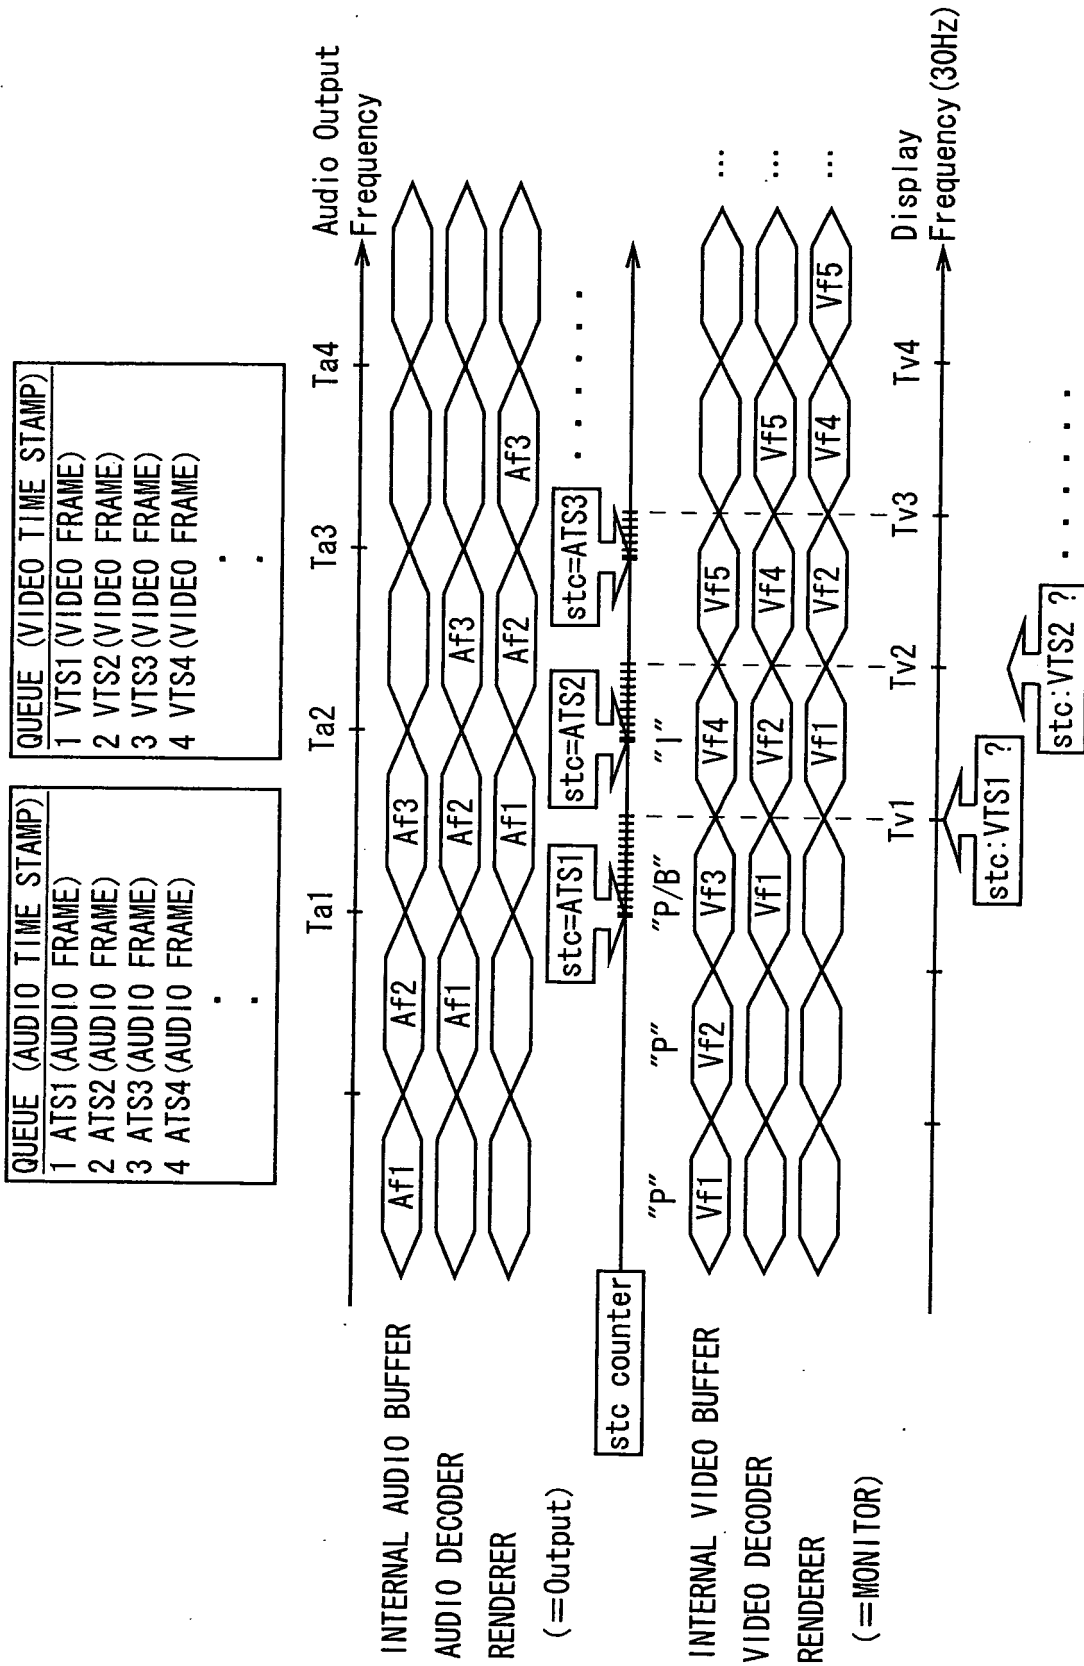 QUEUE (AUDIO TIME STAMP)
1 ATS1(AUDIO FRAME)
2 ATS2(AUDIO FRAME)
3 ATS3(AUDIO FRAME)
4 ATS4(AUDIO FRAME)
QUEUE (VIDEO TIME STAMP)
1 VTS1(VIDEO FRAME)
2 VTS2(VIDEO FRAME)
3 VTS3(VIDEO FRAME)
4 VTS4(VIDEO FRAME)
Ta1 Ta2 Ta3 Ta4
Audio Output
Frequency
INTERNAL AUDIO BUFFER Af1 Af2 Af3
AUDIO DECODER Af1 Af2 Af3
RENDERER Af1 Af2 Af3
(=Output)
stc=ATS1 stc=ATS2 stc=ATS3 ......
stc counter
"P" "P" "P/B" "I"
INTERNAL VIDEO BUFFER Vf1 Vf2 Vf3 Vf4 Vf5 ...
VIDEO DECODER Vf1 Vf2 Vf4 Vf5 ...
RENDERER Vf1 Vf2 Vf4 Vf5 ...
(=MONITOR)
Tv1 Tv2 Tv3 Tv4
Display
Frequency(30Hz)
stc:VTS1 ?
stc:VTS2 ? .....